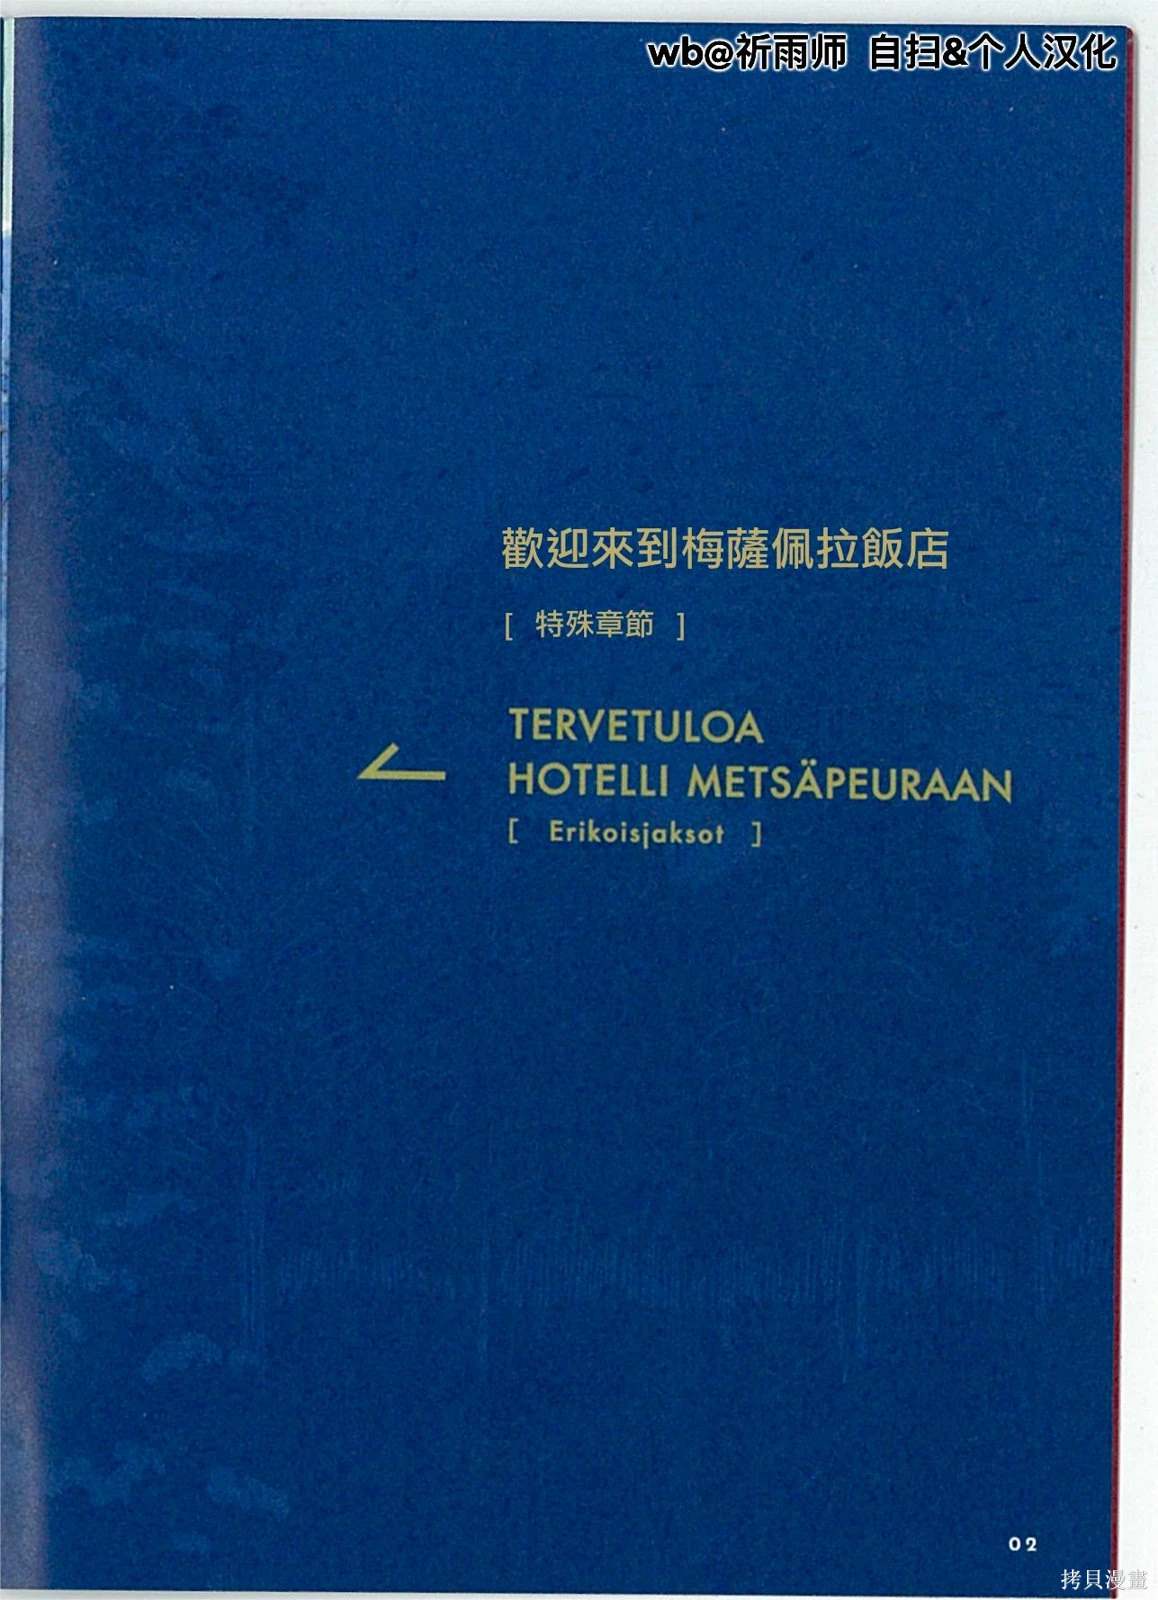 wb@祈雨师 自扫&个人汉化
歡迎來到梅薩佩拉飯店
[ 特殊章節 ]
TERVETULOA
HOTELLI METSÄPEURAAN
[ Erikoisjaksot ]
02
拷貝漫畫